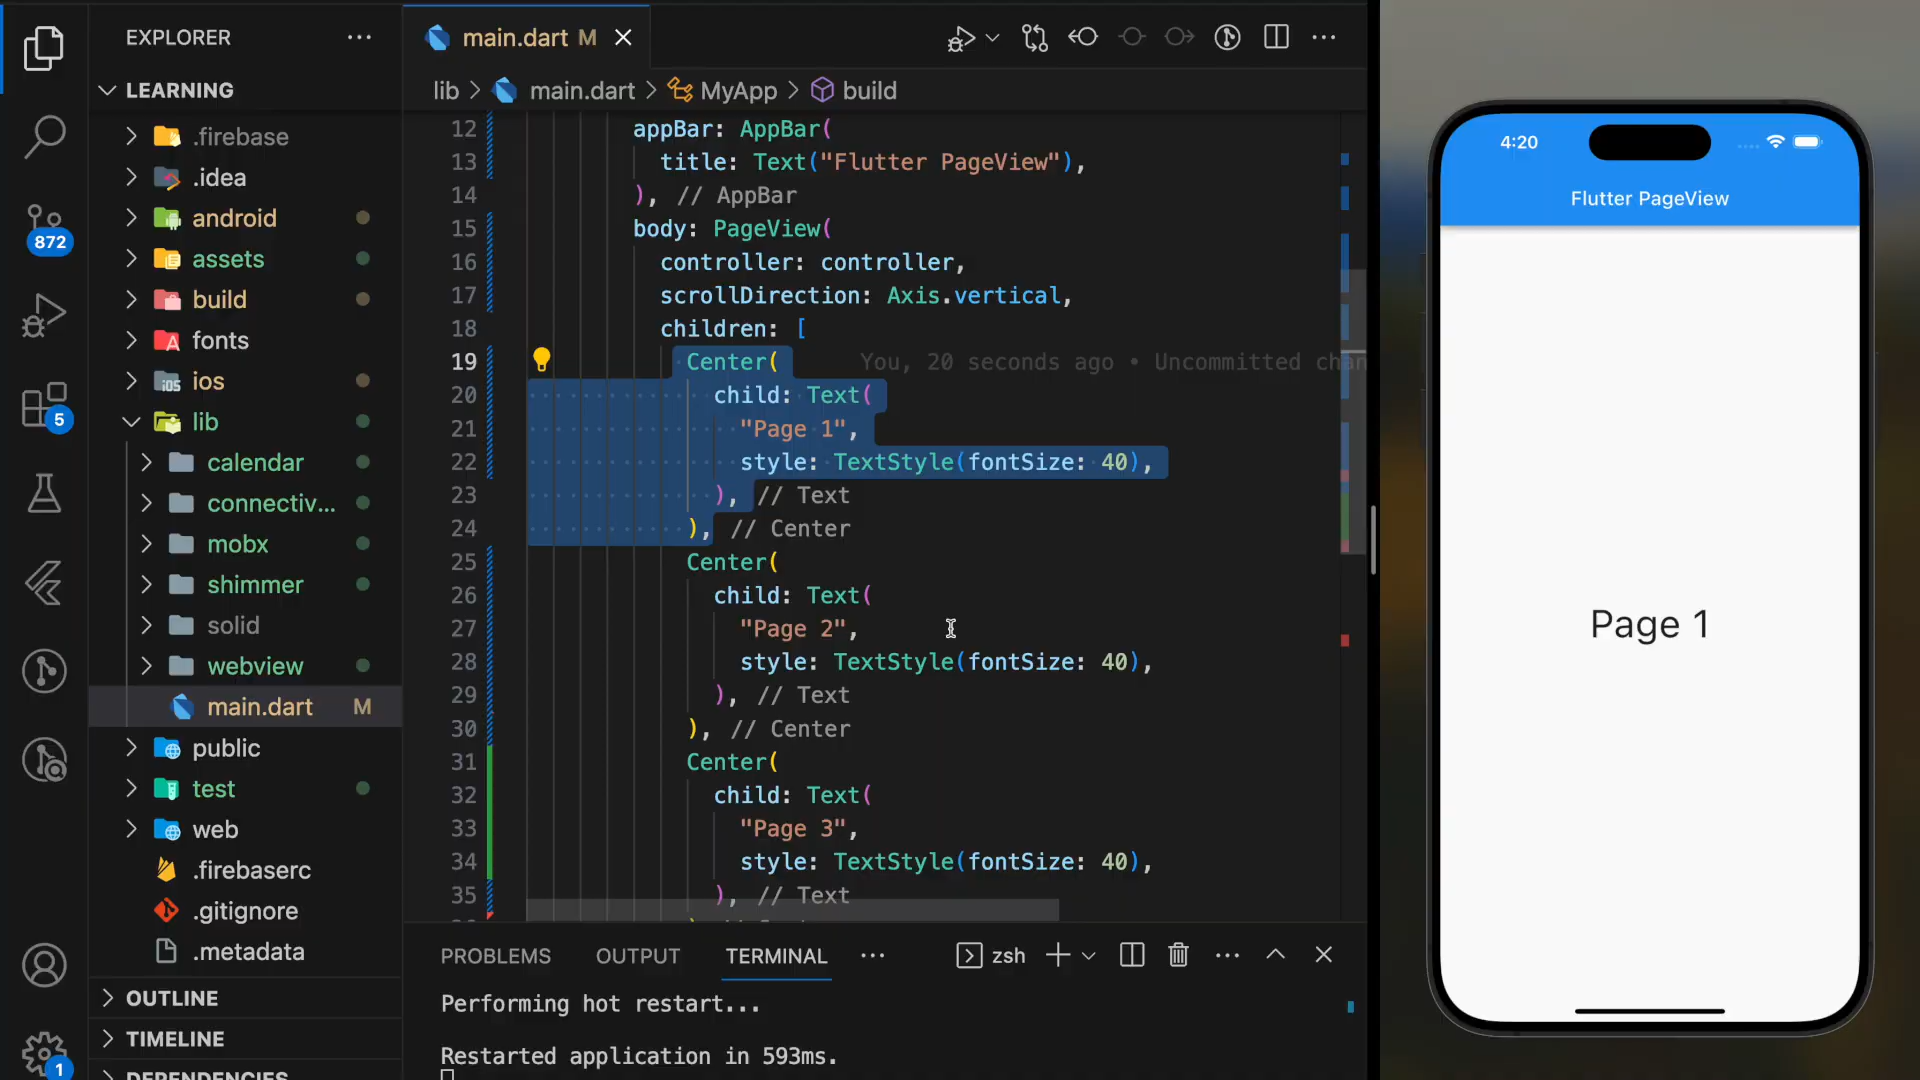 EXPLORER
LEARNING
.firebase
.idea
android
assets
build
fonts
ios
lib
calendar
connectiv...
mobx
shimmer
solid
webview
main.dart M
public
test
web
.firebaserc
.gitignore
.metadata
OUTLINE
TIMELINE
DEPENDENCIES
872
5
1
main.dart M
lib > main.dart > MyApp > build
12 appBar: AppBar(
13 title: Text("Flutter PageView"),
14 ), // AppBar
15 body: PageView(
16 controller: controller,
17 scrollDirection: Axis.vertical,
18 children: [
19 Center( You, 20 seconds ago • Uncommitted chan
20 child: Text(
21 "Page 1",
22 style: TextStyle(fontSize: 40),
23 ), // Text
24 ), // Center
25 Center(
26 child: Text(
27 "Page 2",
28 style: TextStyle(fontSize: 40),
29 ), // Text
30 ), // Center
31 Center(
32 child: Text(
33 "Page 3",
34 style: TextStyle(fontSize: 40),
35 ), // Text
PROBLEMS OUTPUT TERMINAL zsh
Performing hot restart...
Restarted application in 593ms.
4:20
Flutter PageView
Page 1